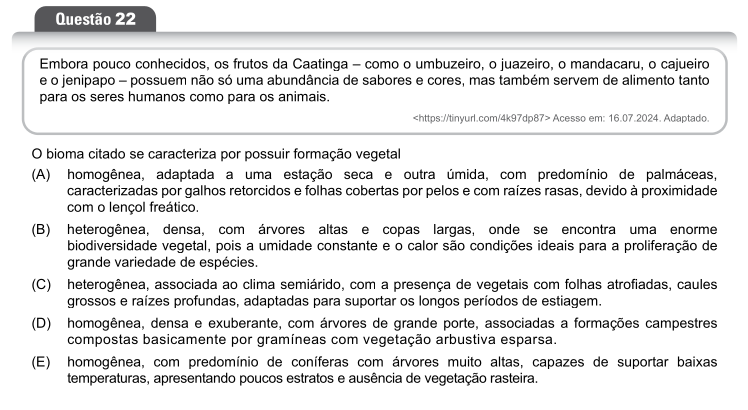 Questão 22
Embora pouco conhecidos, os frutos da Caatinga – como o umbuzeiro, o juazeiro, o mandacaru, o cajueiro
e o jenipapo – possuem não só uma abundância de sabores e cores, mas também servem de alimento tanto
para os seres humanos como para os animais.
<https://tinyurl.com/4k97dp87> Acesso em: 16.07.2024. Adaptado.
O bioma citado se caracteriza por possuir formação vegetal
(A) homogênea, adaptada a uma estação seca e outra úmida, com predomínio de palmáceas,
caracterizadas por galhos retorcidos e folhas cobertas por pelos e com raízes rasas, devido à proximidade
com o lençol freático.
(B) heterogênea, densa, com árvores altas e copas largas, onde se encontra uma enorme
biodiversidade vegetal, pois a umidade constante e o calor são condições ideais para a proliferação de
grande variedade de espécies.
(C) heterogênea, associada ao clima semiárido, com a presença de vegetais com folhas atrofiadas, caules
grossos e raízes profundas, adaptadas para suportar os longos períodos de estiagem.
(D) homogênea, densa e exuberante, com árvores de grande porte, associadas a formações campestres
compostas basicamente por gramíneas com vegetação arbustiva esparsa.
(E) homogênea, com predomínio de coníferas com árvores muito altas, capazes de suportar baixas
temperaturas, apresentando poucos estratos e ausência de vegetação rasteira.